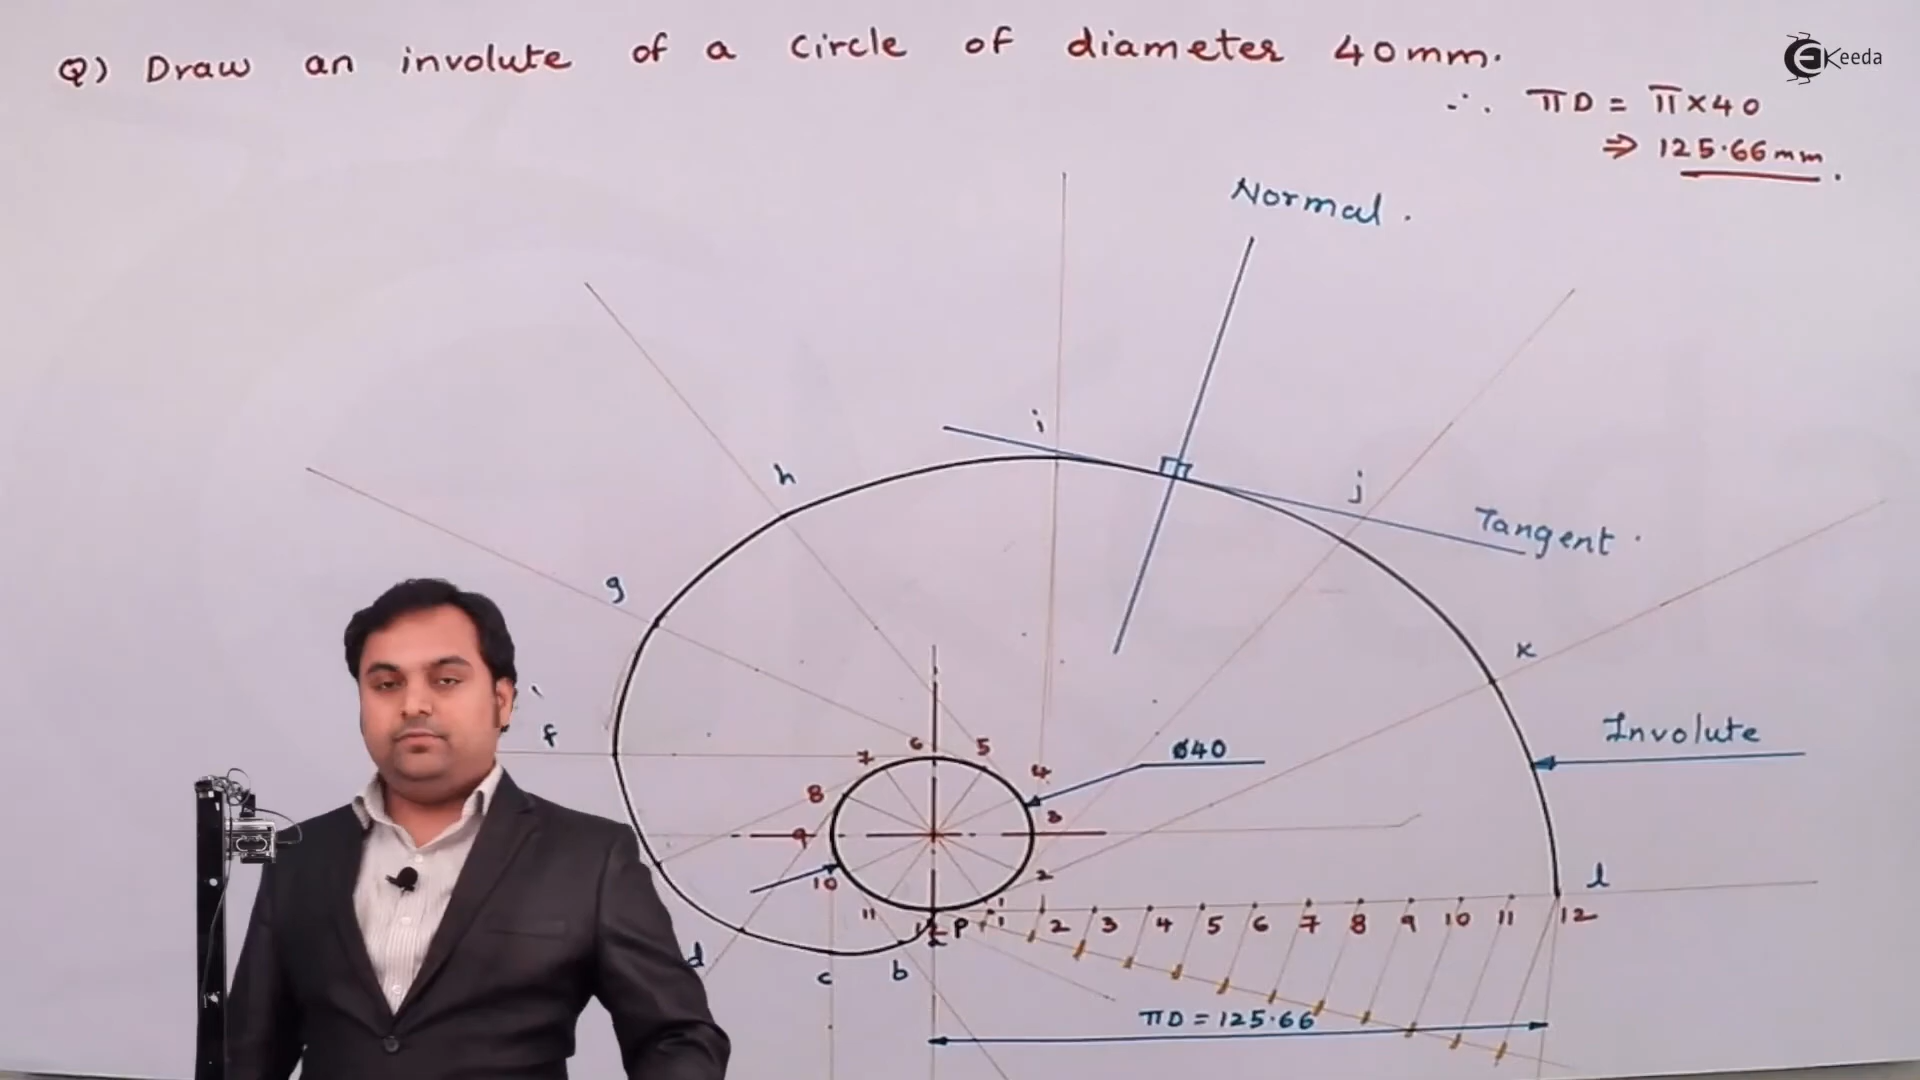 Q) Draw an involute of a circle of diameter 40mm.
EKeeda
∴ πD = π×40
⇒ 125.66mm.
Normal.
i
h
j
Tangent.
g
k
Involute
f
ø40
7 6 5 4
8
3
9
2
10
11
12 P 1
l
1 2 3 4 5 6 7 8 9 10 11 12
d
c
b
πD = 125.66